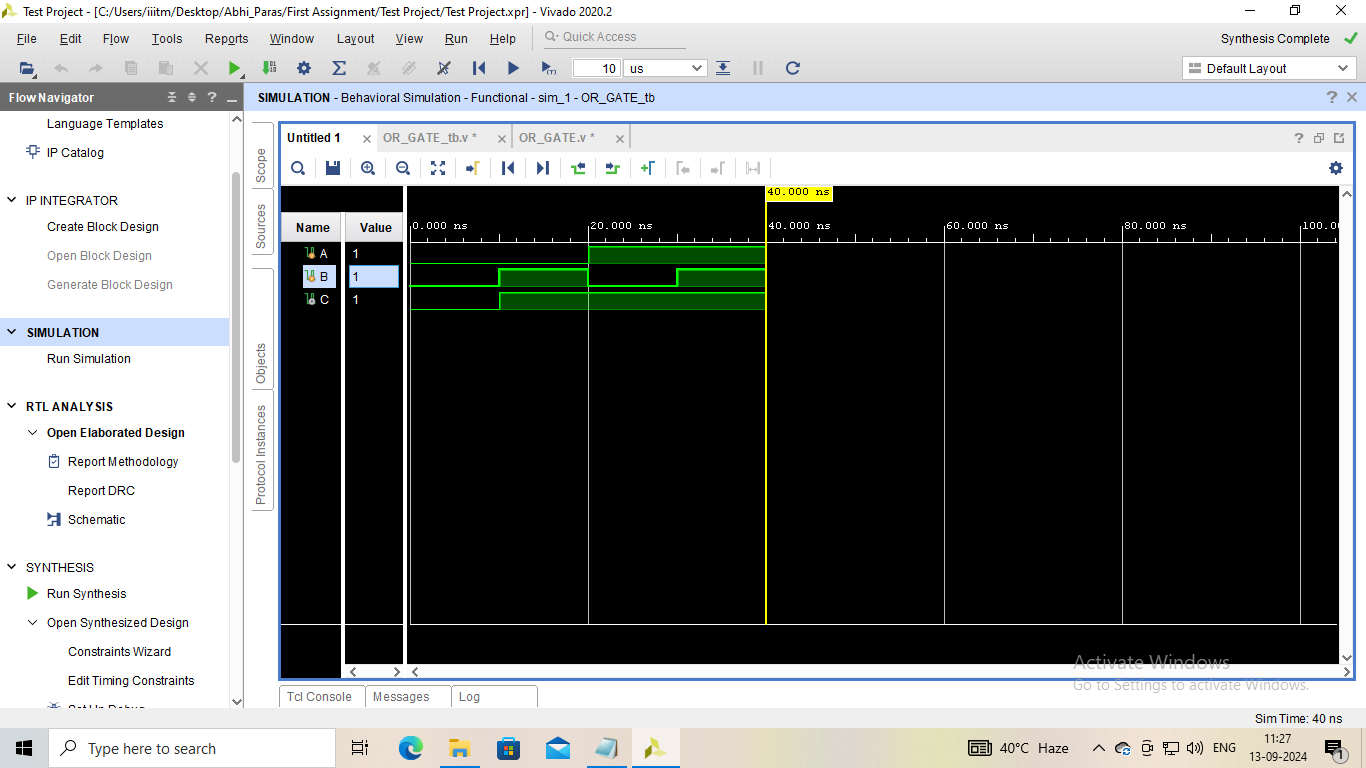 Test Project - [C:/Users/iiitm/Desktop/Abhi_Paras/First Assignment/Test Project/Test Project.xpr] - Vivado 2020.2
File Edit Flow Tools Reports Window Layout View Run Help Quick Access
Synthesis Complete
10 us
Default Layout
Flow Navigator
SIMULATION - Behavioral Simulation - Functional - sim_1 - OR_GATE_tb
Language Templates
IP Catalog
IP INTEGRATOR
Create Block Design
Open Block Design
Generate Block Design
SIMULATION
Run Simulation
RTL ANALYSIS
Open Elaborated Design
Report Methodology
Report DRC
Schematic
SYNTHESIS
Run Synthesis
Open Synthesized Design
Constraints Wizard
Edit Timing Constraints
Scope
Sources
Objects
Protocol Instances
Untitled 1
OR_GATE_tb.v *
OR_GATE.v *
40.000 ns
Name Value
0.000 ns 20.000 ns 40.000 ns 60.000 ns 80.000 ns
A 1
B 1
C 1
Activate Windows
Go to Settings to activate Windows.
Tcl Console Messages Log
Sim Time: 40 ns
Type here to search
40°C Haze
ENG
11:27
13-09-2024
1